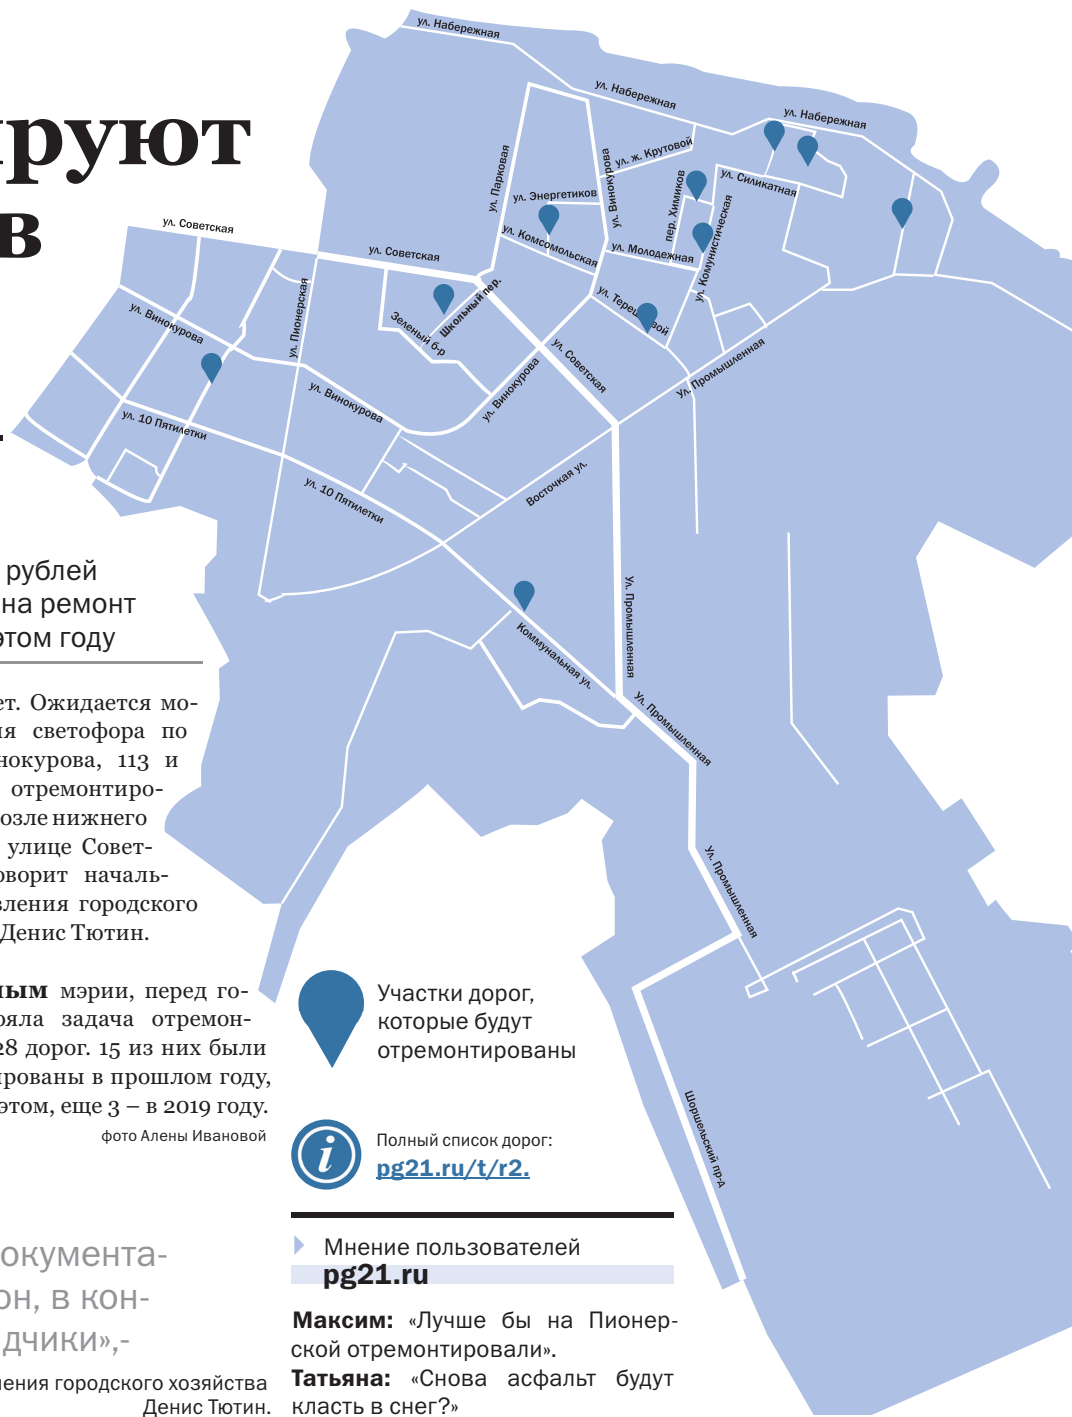 ируют
в
рублей
на ремонт
этом году
ет. Ожидается мо-
ия светофора по
нокурова, 113 и
отремонтиро-
озле нижнего
улице Совет-
оворит началь-
вления городского
Денис Тютин.
ным мэрии, перед го-
ояла задача отремон-
28 дорог. 15 из них были
ированы в прошлом году,
этом, еще 3 – в 2019 году.
фото Алены Ивановой
окумента-
он, в кон-
дчики»,-
ления городского хозяйства
Денис Тютин.
ул. Набережная
ул. Набережная
ул. Набережная
ул. Парковая
ул. Винокурова
ул. ж. Крутовой
ул. Энергетиков
ул. Комсомольская
пер. Химиков
ул. Силикатная
ул. Комунистическая
ул. Молодежная
ул. Советская
ул. Советская
Школьный пер.
Зеленый б-р
ул. Пионерская
ул. Винокурова
ул. Винокурова
ул. Винокурова
ул. Советская
Ул. Промышленная
ул. 10 Пятилетки
ул. 10 Пятилетки
Восточкая ул.
Ул. Промышленная
Коммунальная ул.
Ул. Промышленная
Ул. Промышленная
Шоршельский пр-д
Участки дорог,
которые будут
отремонтированы
Полный список дорог:
pg21.ru/t/r2.
Мнение пользователей
pg21.ru
Максим: «Лучше бы на Пионер-
ской отремонтировали».
Татьяна: «Снова асфальт будут
класть в снег?»